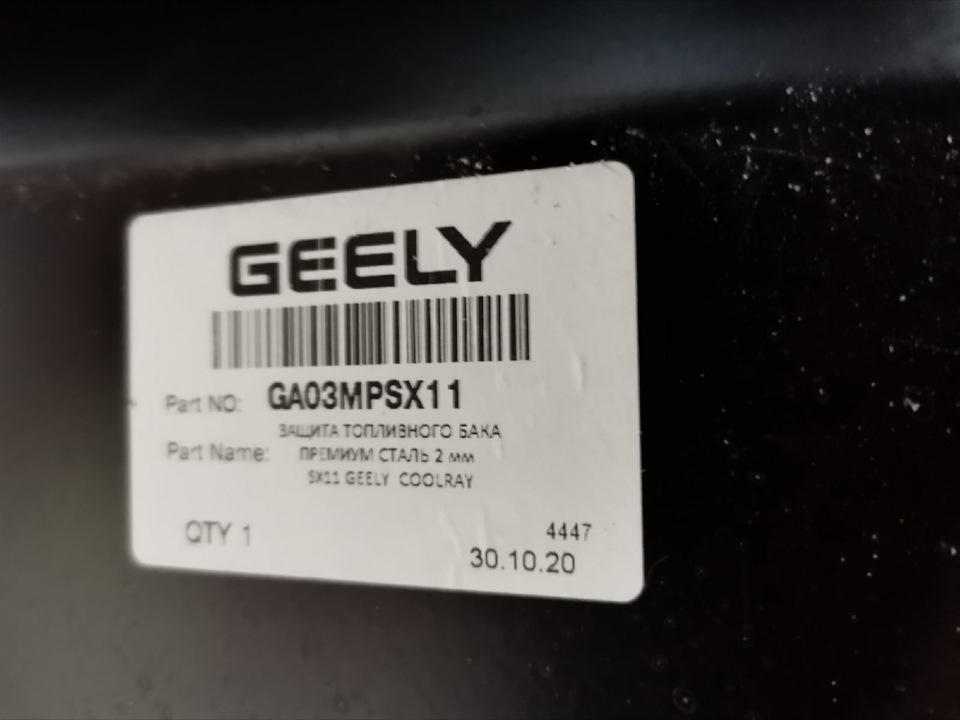 GEELY
Part NO: GA03MPSX11
ЗАЩИТА ТОПЛИВНОГО БАКА
Part Name: ПРЕМИУМ СТАЛЬ 2 мм
SX11 GEELY COOLRAY
QTY 1
4447
30.10.20